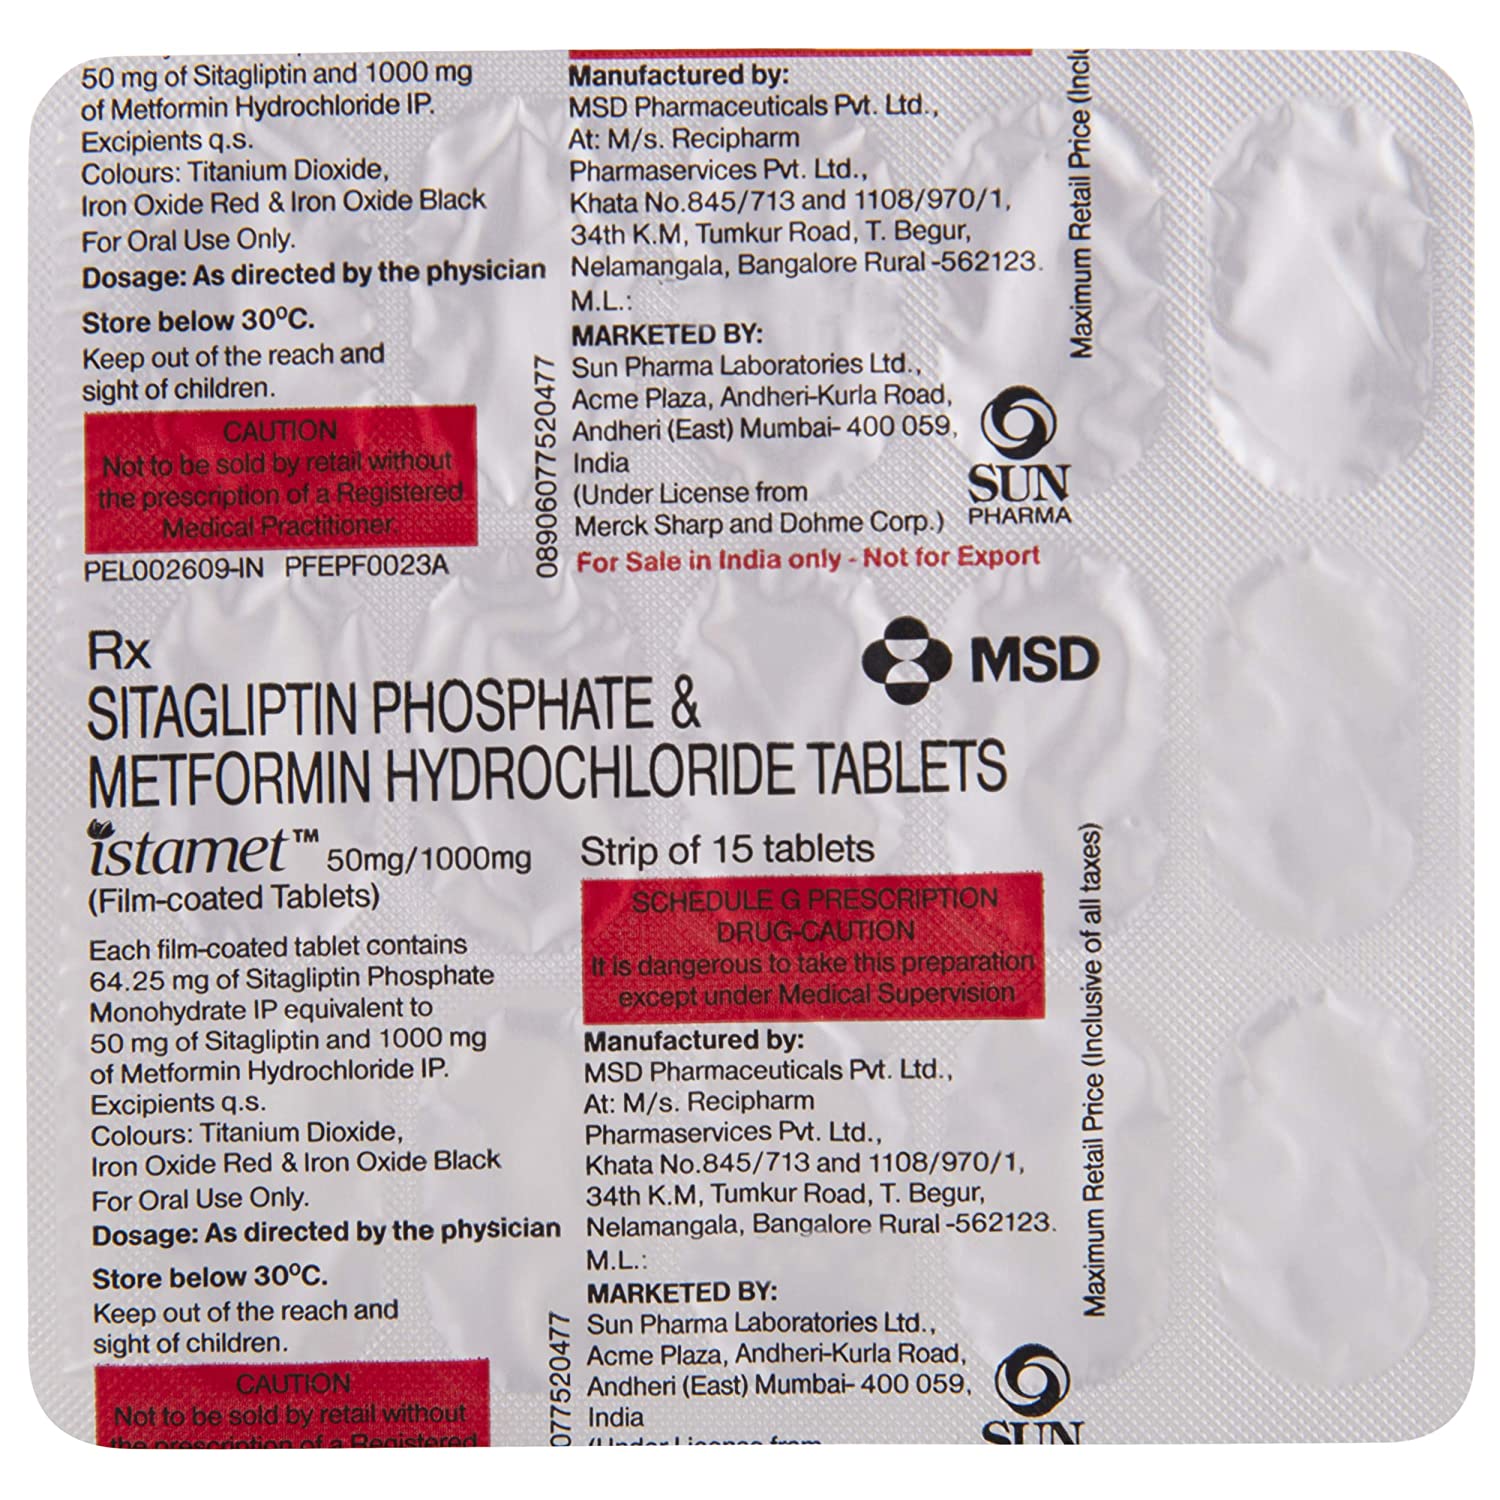 50 mg of Sitagliptin and 1000 mg
of Metformin Hydrochloride IP.
Excipients q.s.
Colours: Titanium Dioxide,
Iron Oxide Red & Iron Oxide Black
For Oral Use Only.
Dosage: As directed by the physician
Store below 30°C.
Keep out of the reach and
sight of children.
CAUTION
Not to be sold by retail without
the prescription of a Registered
Medical Practitioner.
PEL002609-IN PFEPF0023A
Manufactured by:
MSD Pharmaceuticals Pvt. Ltd.,
At: M/s. Recipharm
Pharmaservices Pvt. Ltd.,
Khata No.845/713 and 1108/970/1,
34th K.M, Tumkur Road, T. Begur,
Nelamangala, Bangalore Rural -562123.
M.L.:
MARKETED BY:
Sun Pharma Laboratories Ltd.,
Acme Plaza, Andheri-Kurla Road,
Andheri (East) Mumbai- 400 059,
India
(Under License from
Merck Sharp and Dohme Corp.)
For Sale in India only - Not for Export
0890607752047​7
SUN
PHARMA
Maximum Retail Price (Incl
Rx
MSD
SITAGLIPTIN PHOSPHATE &
METFORMIN HYDROCHLORIDE TABLETS
istamet™ 50mg/1000mg
(Film-coated Tablets)
Each film-coated tablet contains
64.25 mg of Sitagliptin Phosphate
Monohydrate IP equivalent to
50 mg of Sitagliptin and 1000 mg
of Metformin Hydrochloride IP.
Excipients q.s.
Colours: Titanium Dioxide,
Iron Oxide Red & Iron Oxide Black
For Oral Use Only.
Dosage: As directed by the physician
Store below 30°C.
Keep out of the reach and
sight of children.
CAUTION
Not to be sold by retail without
the prescription of a Registered
Strip of 15 tablets
SCHEDULE G PRESCRIPTION
DRUG-CAUTION
It is dangerous to take this preparation
except under Medical Supervision
Manufactured by:
MSD Pharmaceuticals Pvt. Ltd.,
At: M/s. Recipharm
Pharmaservices Pvt. Ltd.,
Khata No.845/713 and 1108/970/1,
34th K.M, Tumkur Road, T. Begur,
Nelamangala, Bangalore Rural -562123.
M.L.:
MARKETED BY:
Sun Pharma Laboratories Ltd.,
Acme Plaza, Andheri-Kurla Road,
Andheri (East) Mumbai- 400 059,
India
(Under License from
07752047​7
SUN
Maximum Retail Price (Inclusive of all taxes)